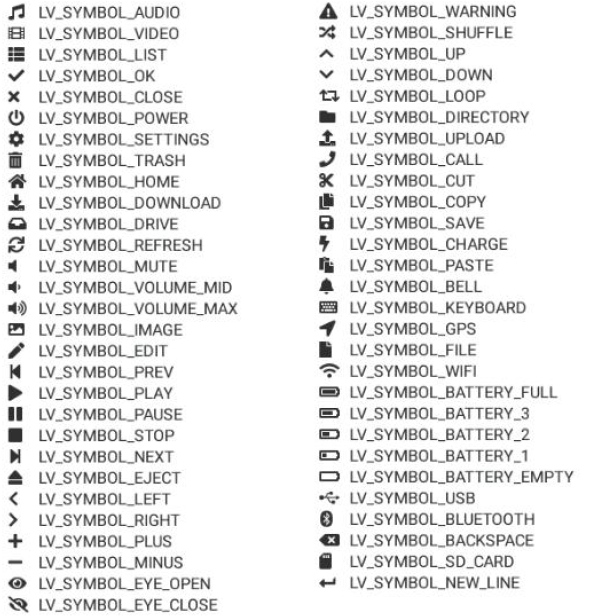 LV_SYMBOL_AUDIO
LV_SYMBOL_VIDEO
LV_SYMBOL_LIST
LV_SYMBOL_OK
LV_SYMBOL_CLOSE
LV_SYMBOL_POWER
LV_SYMBOL_SETTINGS
LV_SYMBOL_TRASH
LV_SYMBOL_HOME
LV_SYMBOL_DOWNLOAD
LV_SYMBOL_DRIVE
LV_SYMBOL_REFRESH
LV_SYMBOL_MUTE
LV_SYMBOL_VOLUME_MID
LV_SYMBOL_VOLUME_MAX
LV_SYMBOL_IMAGE
LV_SYMBOL_EDIT
LV_SYMBOL_PREV
LV_SYMBOL_PLAY
LV_SYMBOL_PAUSE
LV_SYMBOL_STOP
LV_SYMBOL_NEXT
LV_SYMBOL_EJECT
LV_SYMBOL_LEFT
LV_SYMBOL_RIGHT
LV_SYMBOL_PLUS
LV_SYMBOL_MINUS
LV_SYMBOL_EYE_OPEN
LV_SYMBOL_EYE_CLOSE
LV_SYMBOL_WARNING
LV_SYMBOL_SHUFFLE
LV_SYMBOL_UP
LV_SYMBOL_DOWN
LV_SYMBOL_LOOP
LV_SYMBOL_DIRECTORY
LV_SYMBOL_UPLOAD
LV_SYMBOL_CALL
LV_SYMBOL_CUT
LV_SYMBOL_COPY
LV_SYMBOL_SAVE
LV_SYMBOL_CHARGE
LV_SYMBOL_PASTE
LV_SYMBOL_BELL
LV_SYMBOL_KEYBOARD
LV_SYMBOL_GPS
LV_SYMBOL_FILE
LV_SYMBOL_WIFI
LV_SYMBOL_BATTERY_FULL
LV_SYMBOL_BATTERY_3
LV_SYMBOL_BATTERY_2
LV_SYMBOL_BATTERY_1
LV_SYMBOL_BATTERY_EMPTY
LV_SYMBOL_USB
LV_SYMBOL_BLUETOOTH
LV_SYMBOL_BACKSPACE
LV_SYMBOL_SD_CARD
LV_SYMBOL_NEW_LINE